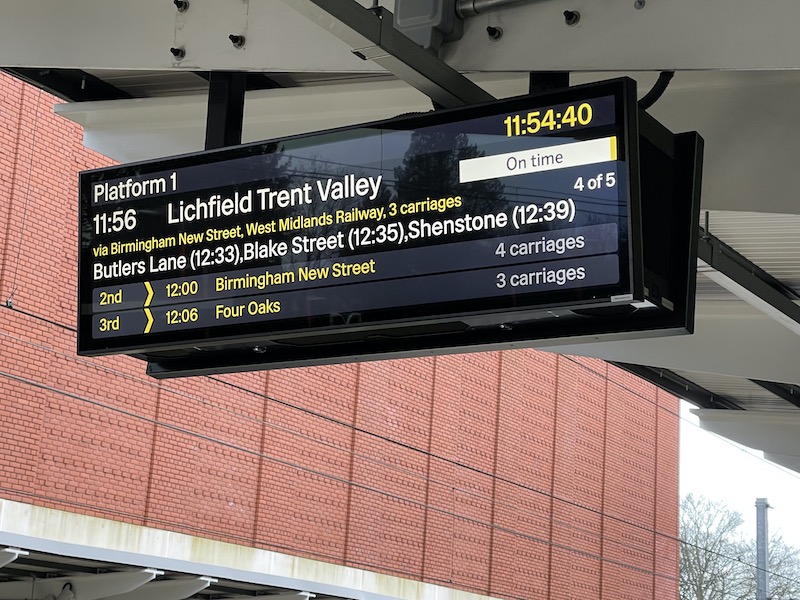 11:54:40
Platform 1
On time
11:56 Lichfield Trent Valley
4 of 5
via Birmingham New Street, West Midlands Railway, 3 carriages
Butlers Lane (12:33),Blake Street (12:35),Shenstone (12:39)
2nd 12:00 Birmingham New Street 4 carriages
3rd 12:06 Four Oaks 3 carriages